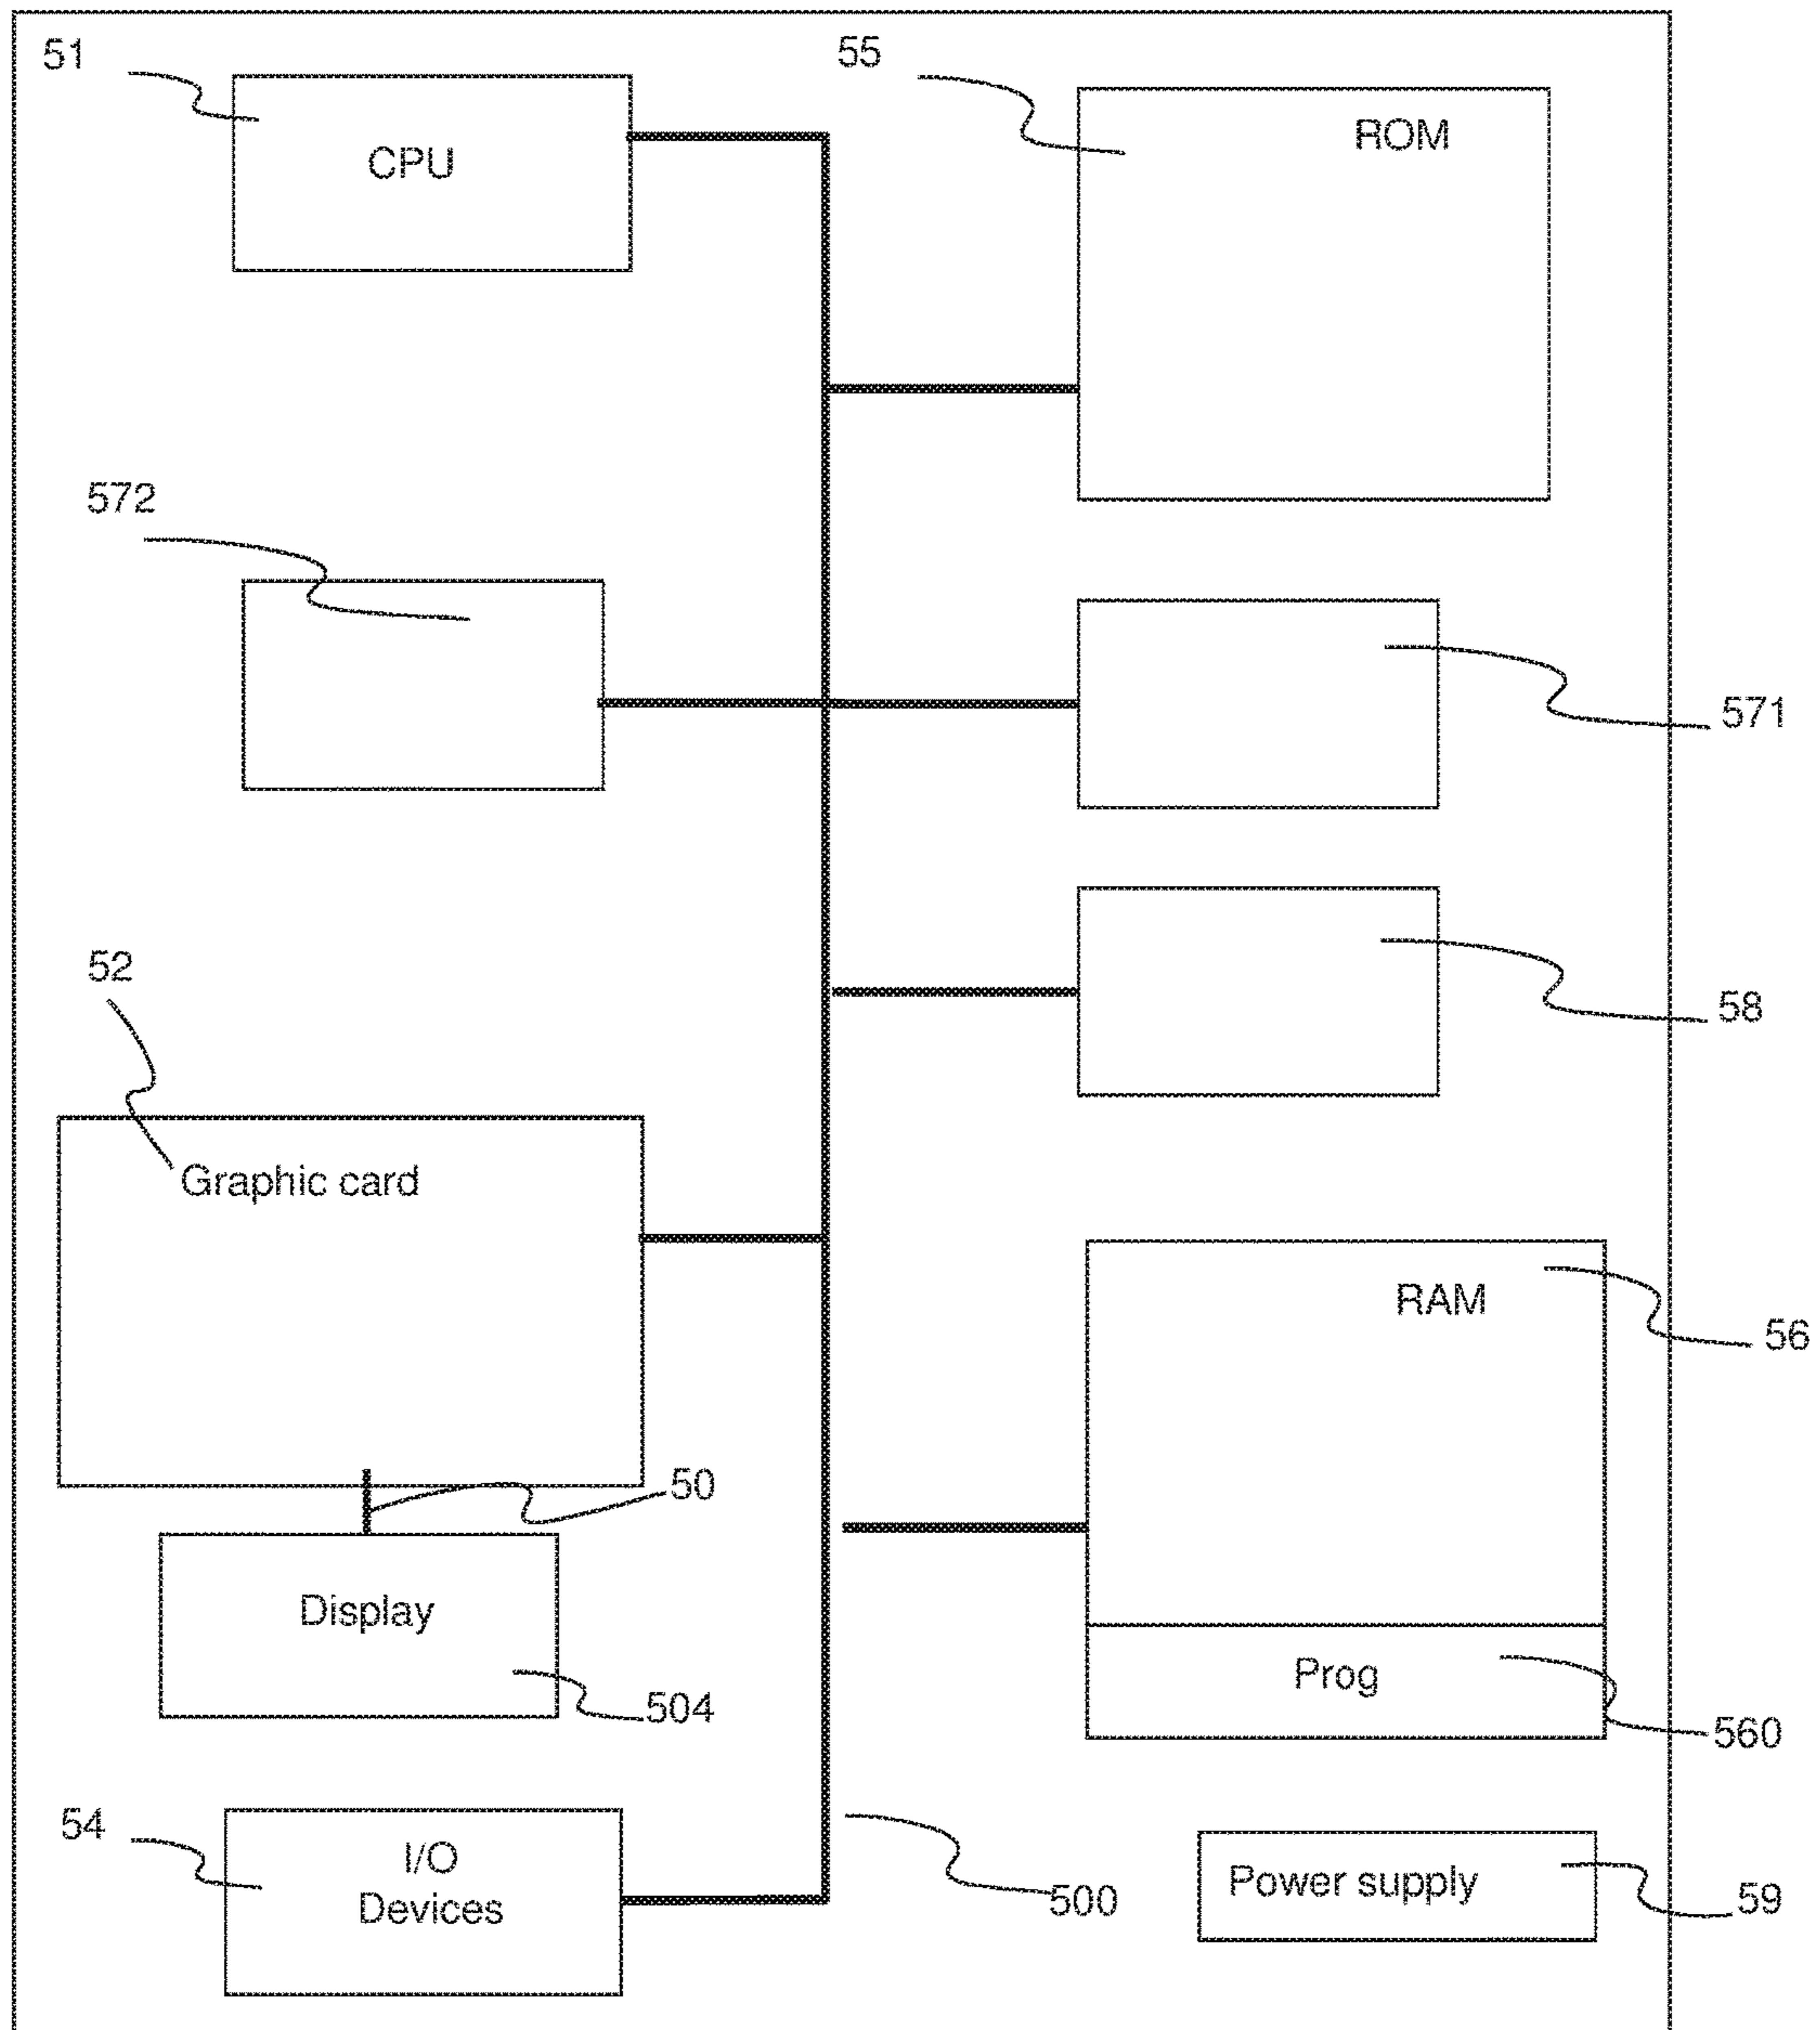 51
55
CPU
ROM
572
571
52
58
Graphic card
RAM
56
50
Display
Prog
504
560
54
I/O
Devices
500
Power supply
59